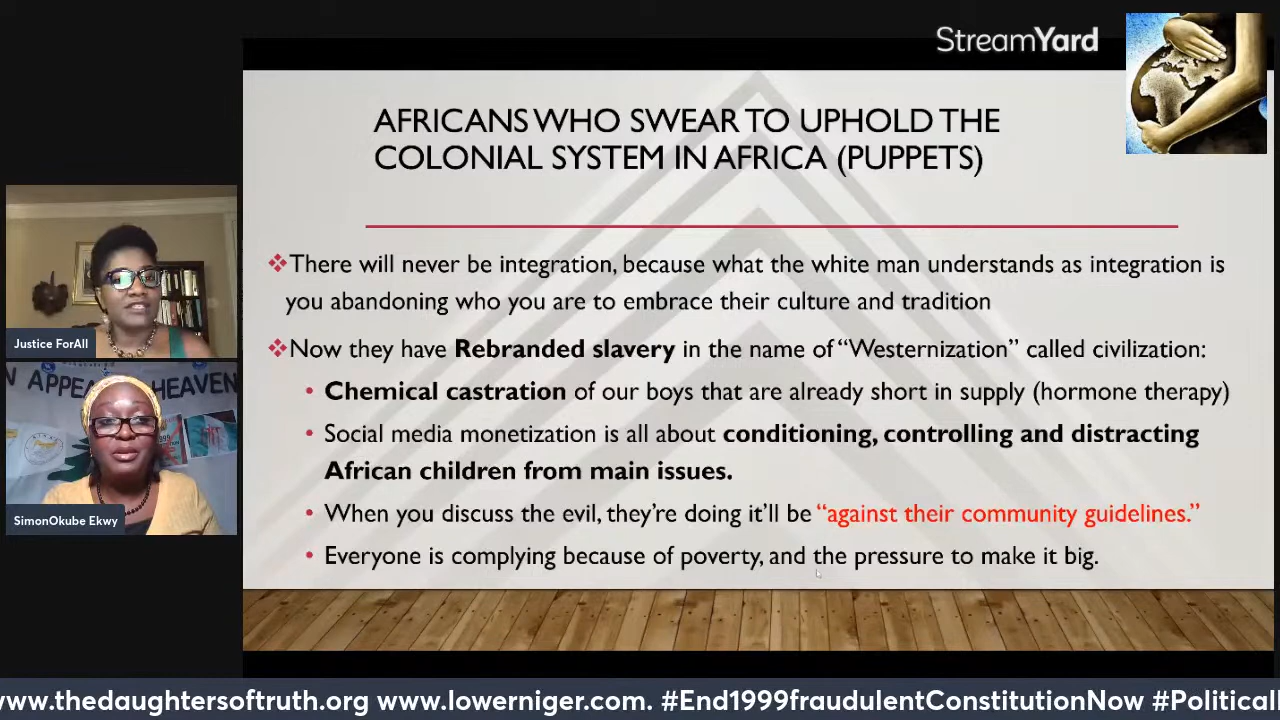 StreamYard
AFRICANS WHO SWEAR TO UPHOLD THE
COLONIAL SYSTEM IN AFRICA (PUPPETS)
❖There will never be integration, because what the white man understands as integration is
you abandoning who you are to embrace their culture and tradition
❖Now they have Rebranded slavery in the name of “Westernization” called civilization:
• Chemical castration of our boys that are already short in supply (hormone therapy)
• Social media monetization is all about conditioning, controlling and distracting
African children from main issues.
• When you discuss the evil, they’re doing it’ll be “against their community guidelines.”
• Everyone is complying because of poverty, and the pressure to make it big.
Justice ForAll
APPEA HEAVEN
SimonOkube Ekwy
www.thedaughtersoftruth.org www.lowerniger.com. #End1999fraudulentConstitutionNow #Political